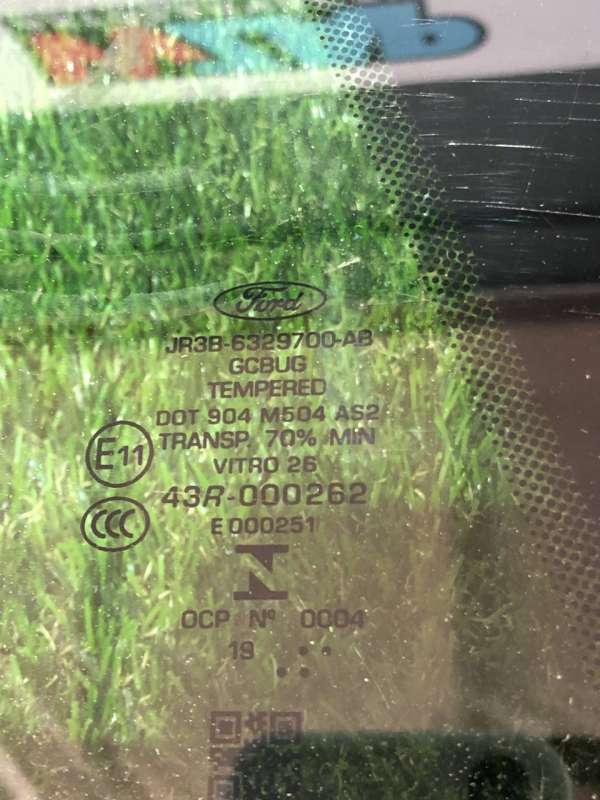 Ford
JR3B-6329700-AB
GCBUG
TEMPERED
DOT 904 M504 AS2
TRANSP. 70% MIN
E11
VITRO 26
43R-000262
CCC
E 000251
OCP Nº 0004
19